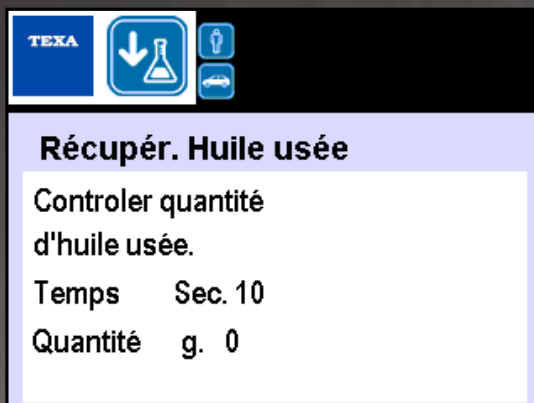 TEXA
Récupér. Huile usée
Controler quantité
d'huile usée.
Temps Sec. 10
Quantité g. 0